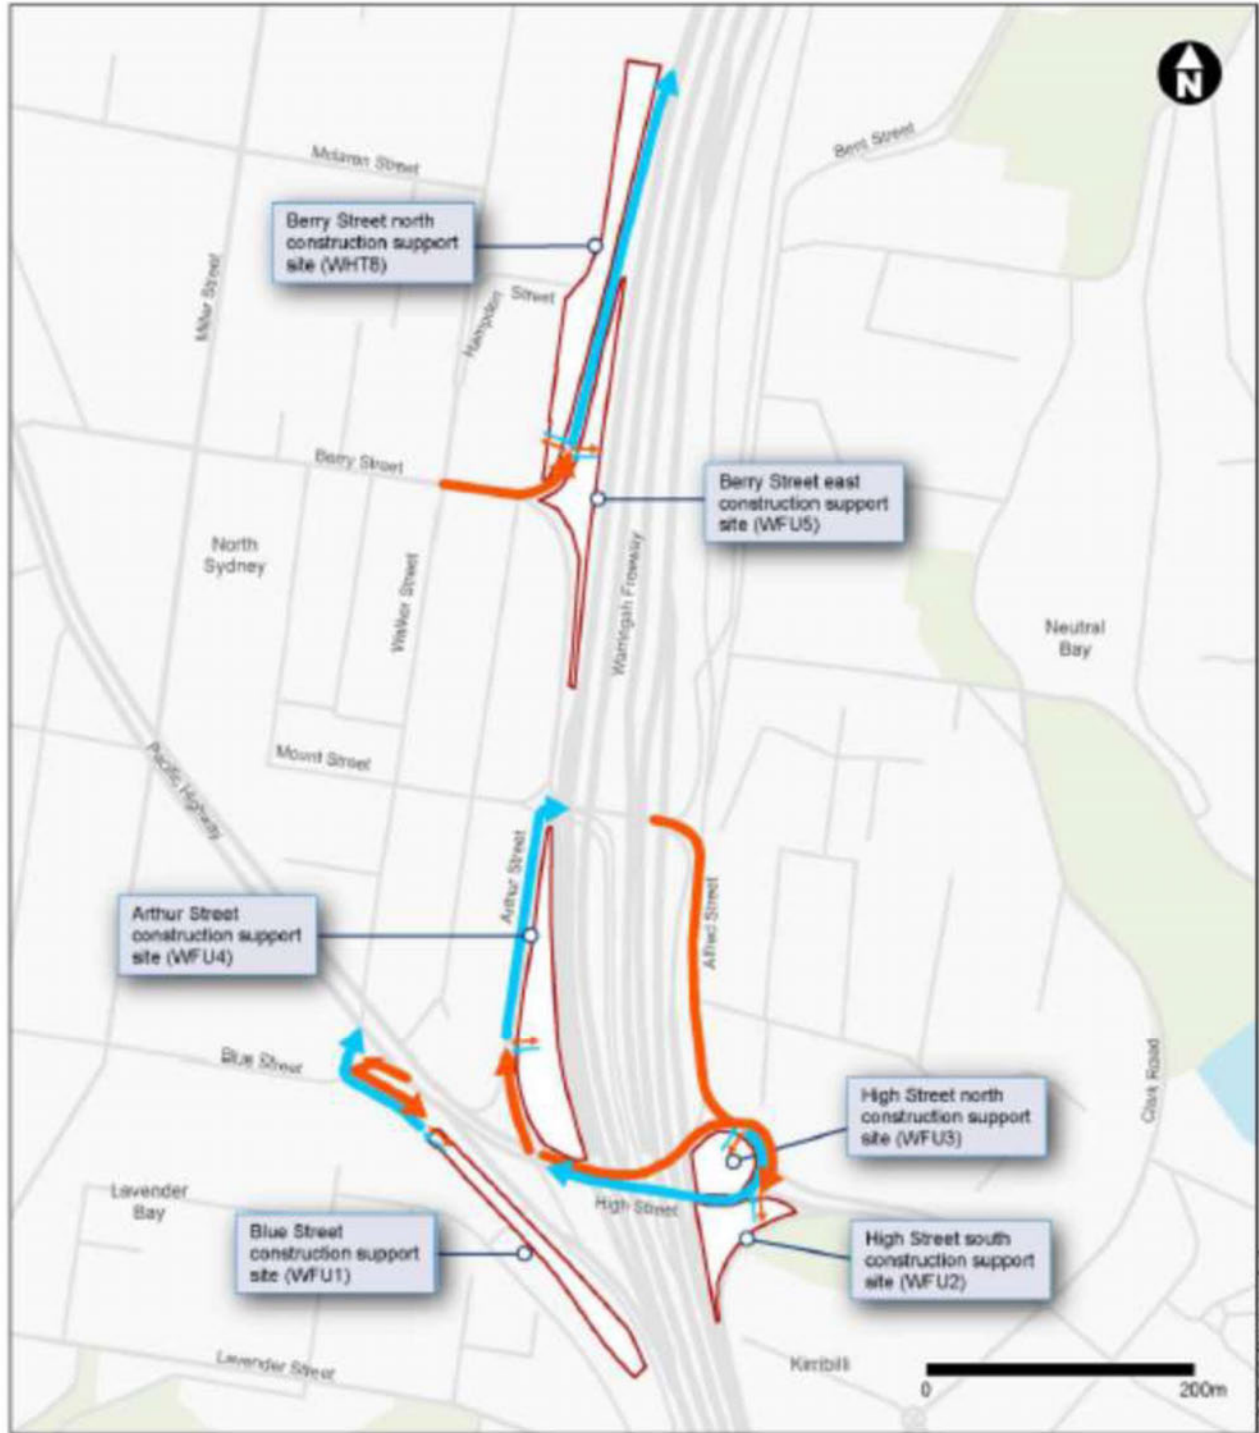 N
Bent Street
Mclaren Street
Berry Street north
construction support
site (WHT8)
Miller Street
Hampden
Street
Berry Street
Berry Street east
construction support
site (WFU5)
North
Sydney
Walker Street
Warringah Freeway
Neutral
Bay
Mount Street
Pacific Highway
Arthur Street
Alfred Street
Arthur Street
construction support
site (WFU4)
Blue Street
Clark Road
High Street north
construction support
site (WFU3)
Lavender
Bay
High Street
Blue Street
construction support
site (WFU1)
High Street south
construction support
site (WFU2)
Lavender Street
Kirribilli
0
200m